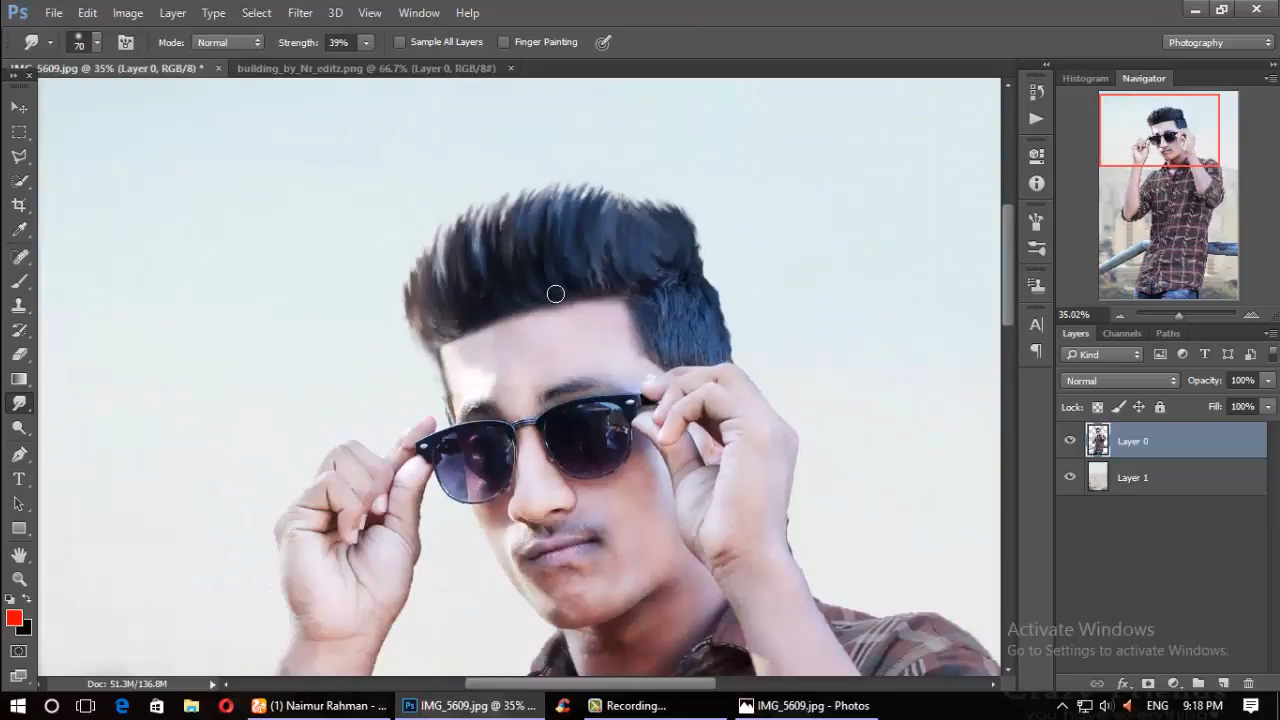 Ps File Edit Image Layer Type Select Filter 3D View Window Help
70 Mode: Normal Strength: 39% Sample All Layers Finger Painting Photography
IMG_5609.jpg @ 35% (Layer 0, RGB/8) * × building_by_Nr_editz.png @ 66.7% (Layer 0, RGB/8#) ×
Histogram Navigator
35.02%
Layers Channels Paths
Kind
Normal Opacity: 100%
Lock: Fill: 100%
Layer 0
Layer 1
A
T
Activate Windows
Go to Settings to activate Windows.
Doc: 51.3M/136.8M
(1) Naimur Rahman - ... IMG_5609.jpg @ 35% ... Recording... IMG_5609.jpg - Photos ENG 9:18 PM